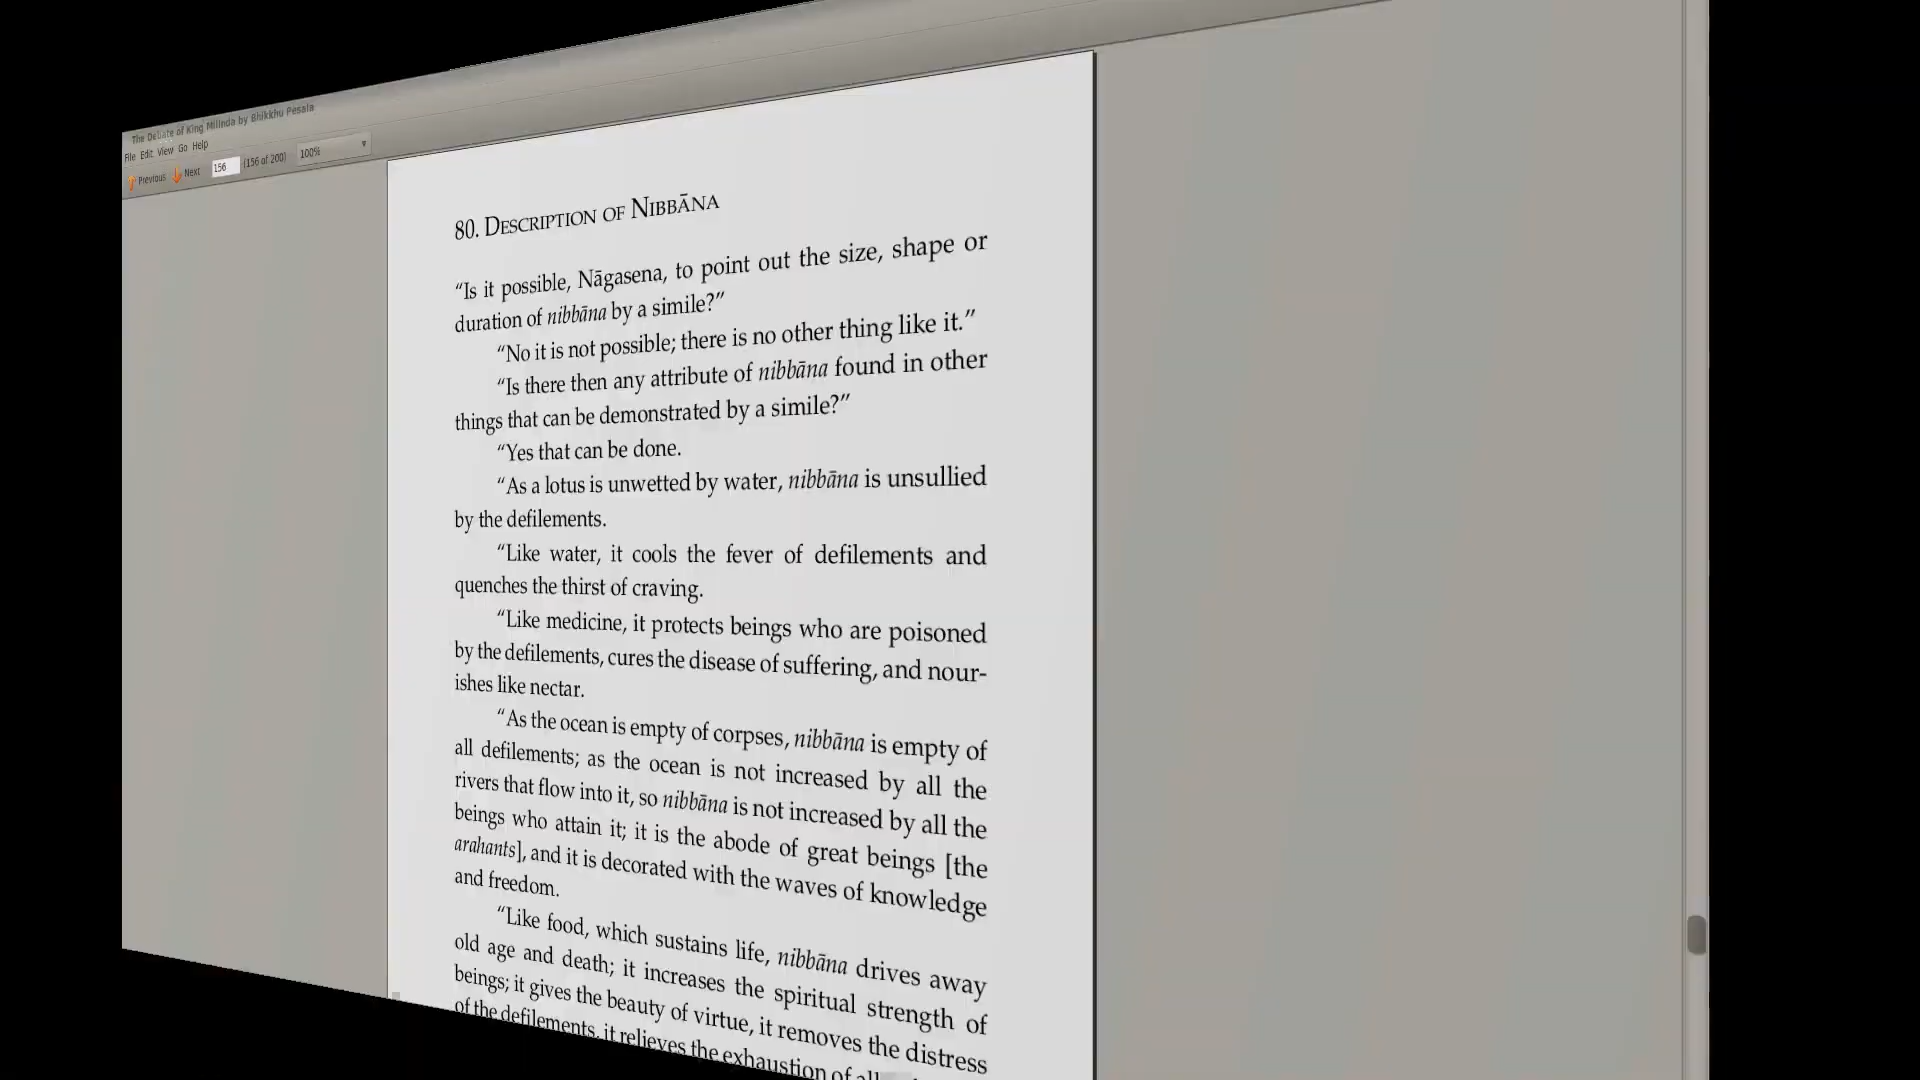 The Debate of King Milinda by Bhikkhu Pesala
File Edit View Go Help
Previous Next 156 (156 of 200) 100%
80. DESCRIPTION OF NIBBĀNA
“Is it possible, Nāgasena, to point out the size, shape or
duration of nibbāna by a simile?”
“No it is not possible; there is no other thing like it.”
“Is there then any attribute of nibbāna found in other
things that can be demonstrated by a simile?”
“Yes that can be done.
“As a lotus is unwetted by water, nibbāna is unsullied
by the defilements.
“Like water, it cools the fever of defilements and
quenches the thirst of craving.
“Like medicine, it protects beings who are poisoned
by the defilements, cures the disease of suffering, and nour-
ishes like nectar.
“As the ocean is empty of corpses, nibbāna is empty of
all defilements; as the ocean is not increased by all the
rivers that flow into it, so nibbāna is not increased by all the
beings who attain it; it is the abode of great beings [the
arahants], and it is decorated with the waves of knowledge
and freedom.
“Like food, which sustains life, nibbāna drives away
old age and death; it increases the spiritual strength of
beings; it gives the beauty of virtue, it removes the distress
of the defilements, it relieves the exhaustion of all